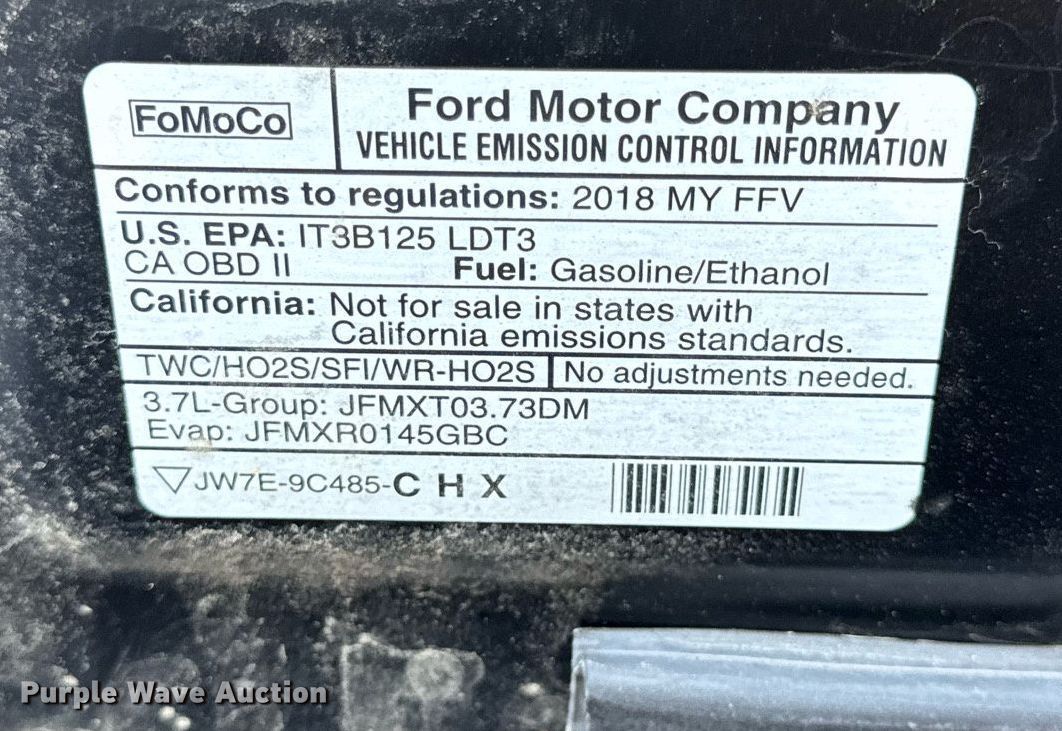 FoMoCo
Ford Motor Company
VEHICLE EMISSION CONTROL INFORMATION
Conforms to regulations: 2018 MY FFV
U.S. EPA: IT3B125 LDT3
CA OBD II Fuel: Gasoline/Ethanol
California: Not for sale in states with
California emissions standards.
TWC/HO2S/SFI/WR-HO2S No adjustments needed.
3.7L-Group: JFMXT03.73DM
Evap: JFMXR0145GBC
JW7E-9C485-C H X
Purple Wave Auction